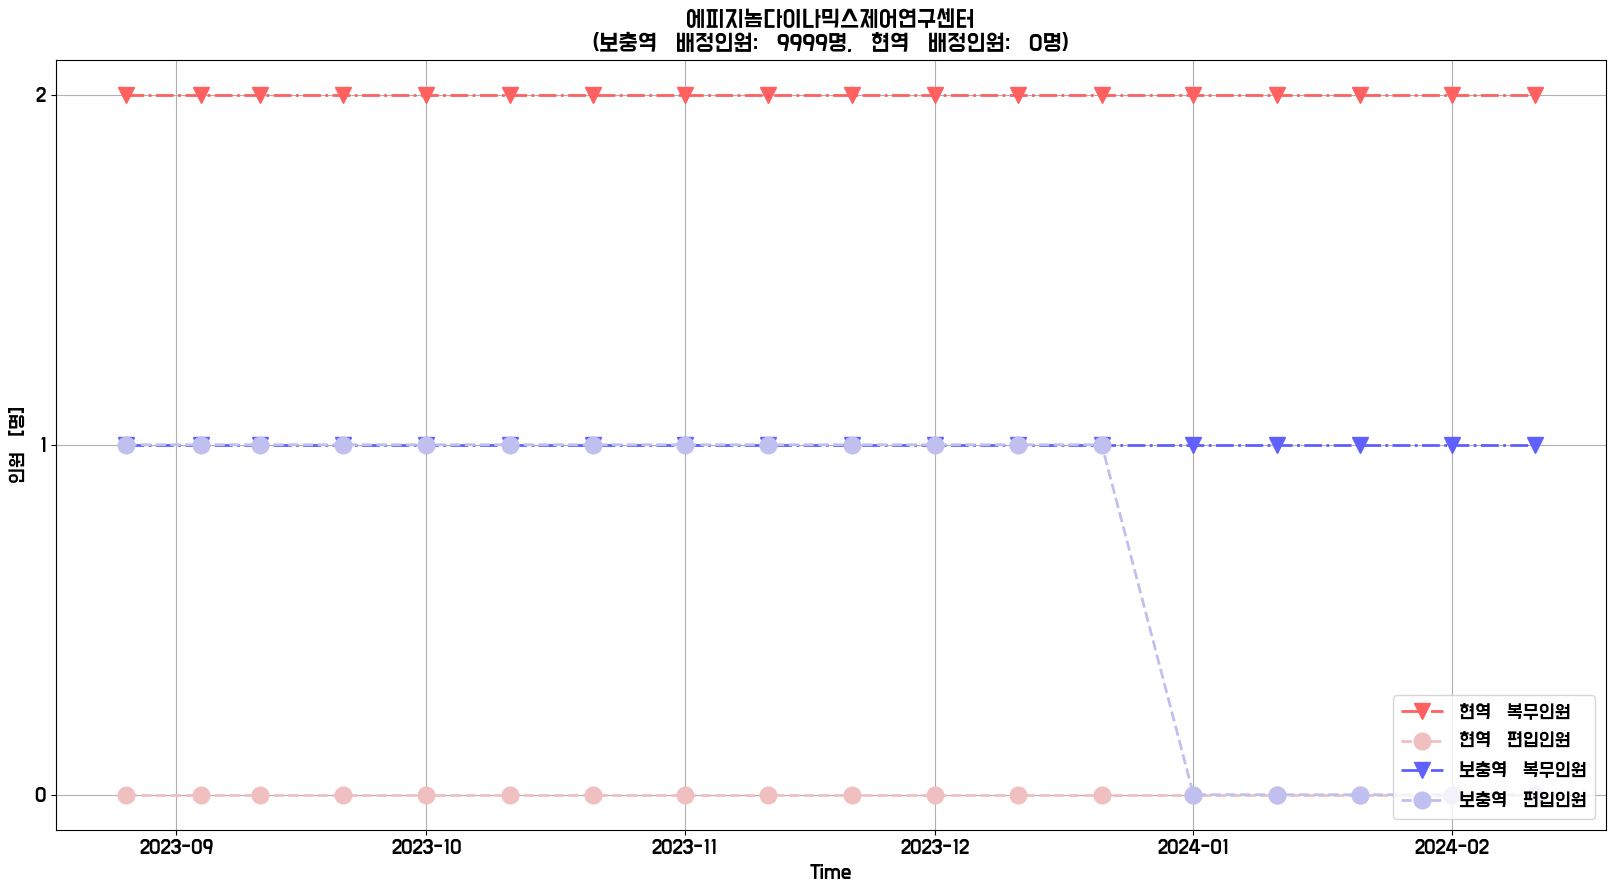 에피지놈다이나믹스제어연구센터
(보충역 배정인원: 9999명, 현역 배정인원: 0명)
2
1
0
인원 [명]
2023-09
2023-10
2023-11
2023-12
2024-01
2024-02
Time
현역 복무인원
현역 편입인원
보충역 복무인원
보충역 편입인원